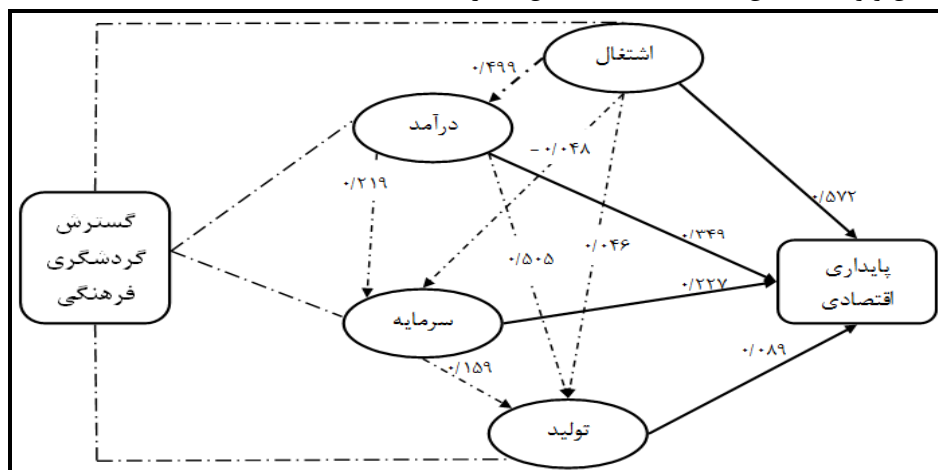 اشتغال
۰/۴۹۹
درآمد
- ۰/۰۴۸
۰/۲۱۹
۰/۵۷۲
گسترش
گردشگری
فرهنگی
۰/۳۴۹
۰/۰۴۶
۰/۵۰۵
پایداری
اقتصادی
۰/۲۲۷
سرمایه
۰/۰۸۹
۰/۱۵۹
تولید